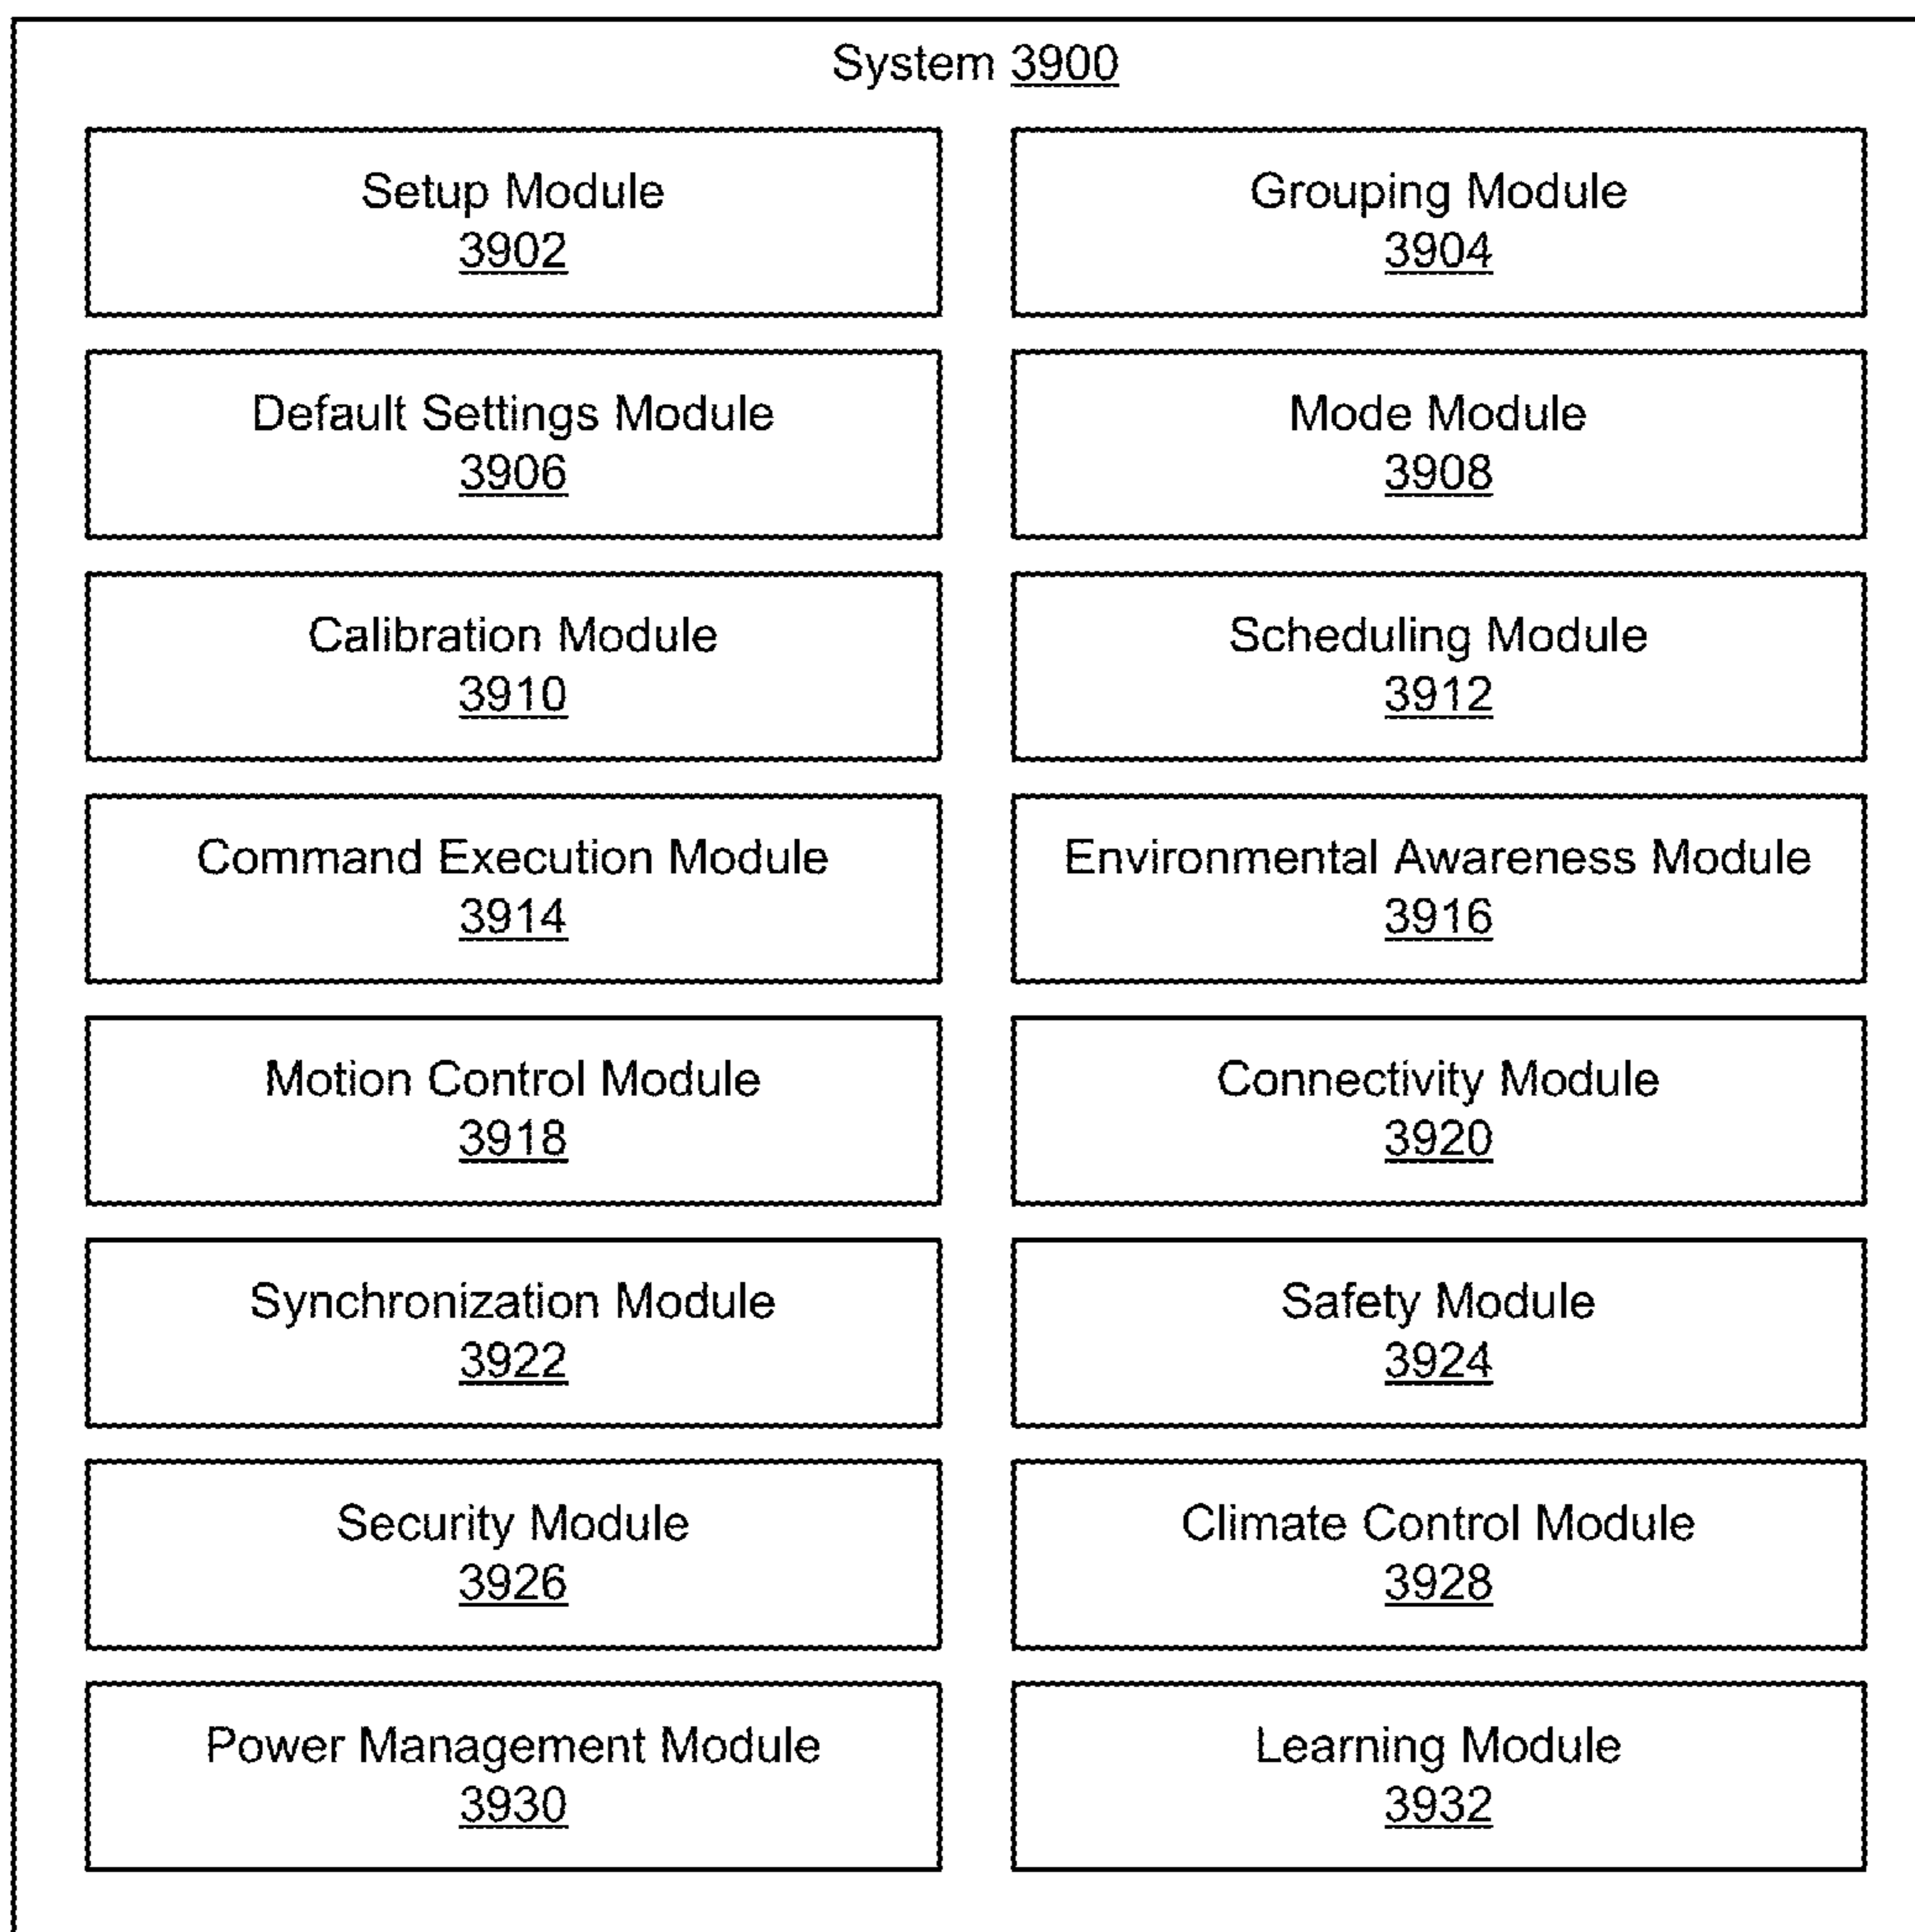 System 3900
Setup Module
3902
Grouping Module
3904
Default Settings Module
3906
Mode Module
3908
Calibration Module
3910
Scheduling Module
3912
Command Execution Module
3914
Environmental Awareness Module
3916
Motion Control Module
3918
Connectivity Module
3920
Synchronization Module
3922
Safety Module
3924
Security Module
3926
Climate Control Module
3928
Power Management Module
3930
Learning Module
3932